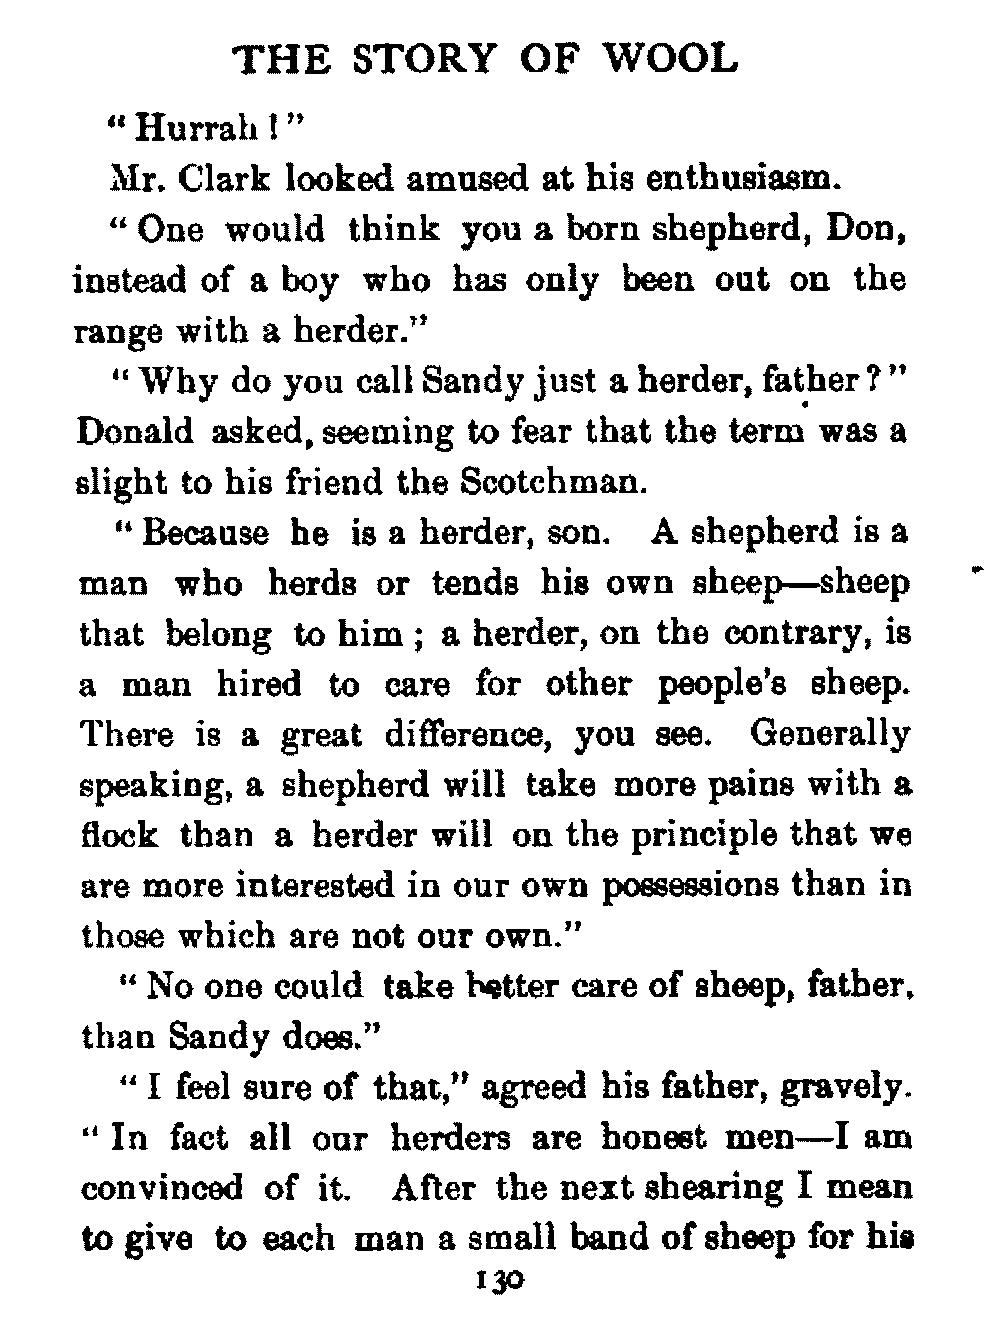 THE STORY OF WOOL
“ Hurrah ! ”
Mr. Clark looked amused at his enthusiasm.
“ One would think you a born shepherd, Don,
instead of a boy who has only been out on the
range with a herder.”
“ Why do you call Sandy just a herder, father ? ”
Donald asked, seeming to fear that the term was a
slight to his friend the Scotchman.
“ Because he is a herder, son. A shepherd is a
man who herds or tends his own sheep—sheep
that belong to him ; a herder, on the contrary, is
a man hired to care for other people’s sheep.
There is a great difference, you see. Generally
speaking, a shepherd will take more pains with a
flock than a herder will on the principle that we
are more interested in our own possessions than in
those which are not our own.”
“ No one could take better care of sheep, father,
than Sandy does.”
“ I feel sure of that,” agreed his father, gravely.
“ In fact all our herders are honest men—I am
convinced of it. After the next shearing I mean
to give to each man a small band of sheep for his
130